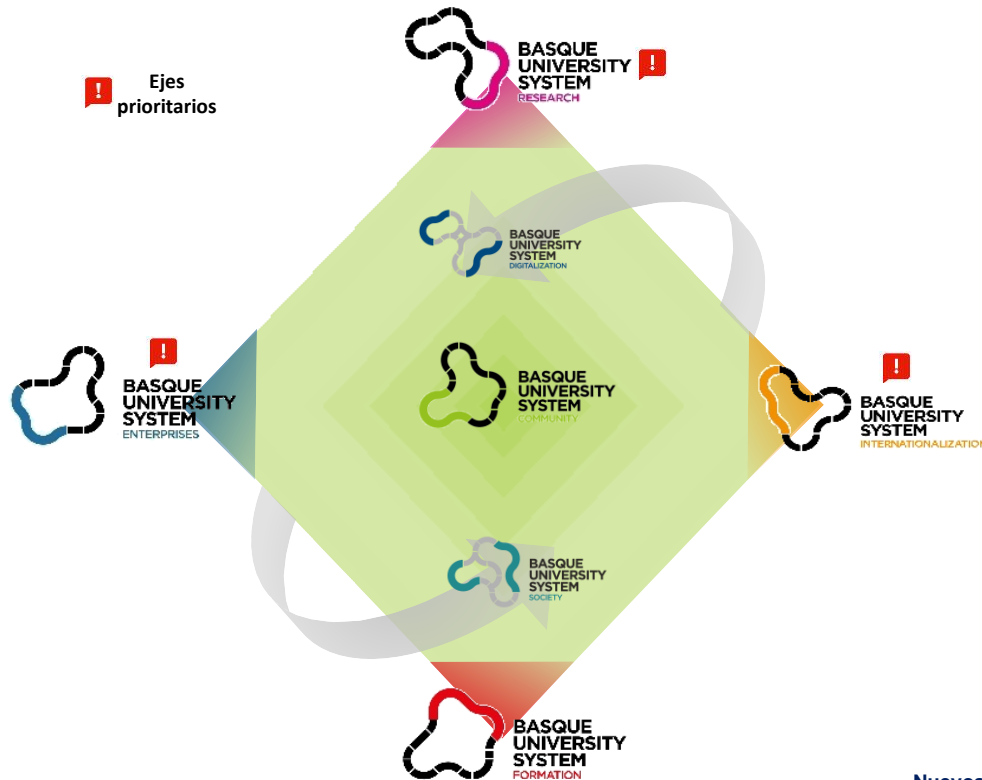 Ejes
prioritarios
!
BASQUE
UNIVERSITY
SYSTEM
RESEARCH
!
BASQUE
UNIVERSITY
SYSTEM
DIGITALIZATION
!
BASQUE
UNIVERSITY
SYSTEM
ENTERPRISES
BASQUE
UNIVERSITY
SYSTEM
COMMUNITY
!
BASQUE
UNIVERSITY
SYSTEM
INTERNATIONALIZATION
BASQUE
UNIVERSITY
SYSTEM
SOCIETY
BASQUE
UNIVERSITY
SYSTEM
FORMATION